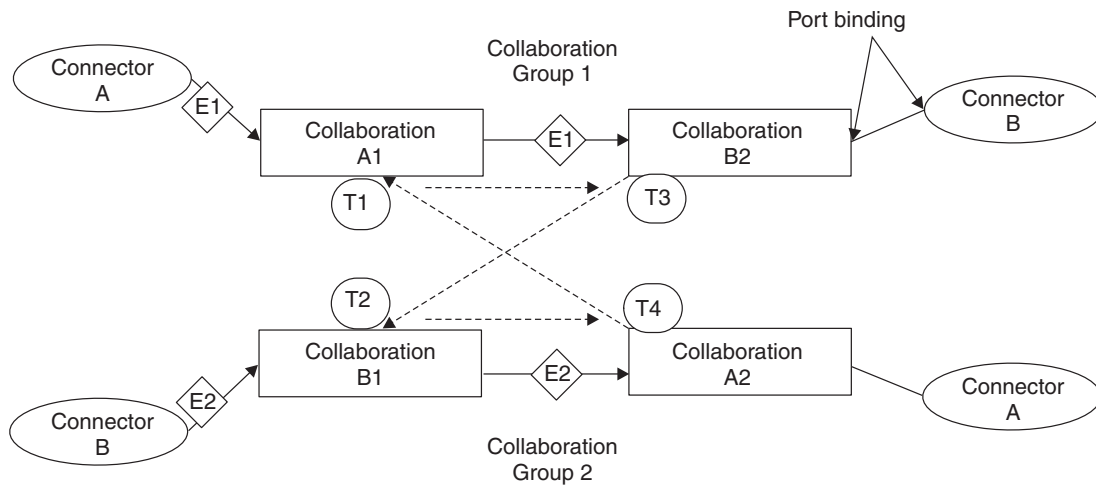 Port binding
Collaboration
Group 1
Connector
A
E1
Collaboration
A1
E1
Collaboration
B2
Connector
B
T1
T3
T2
T4
Collaboration
B1
E2
Collaboration
A2
E2
Connector
B
Connector
A
Collaboration
Group 2